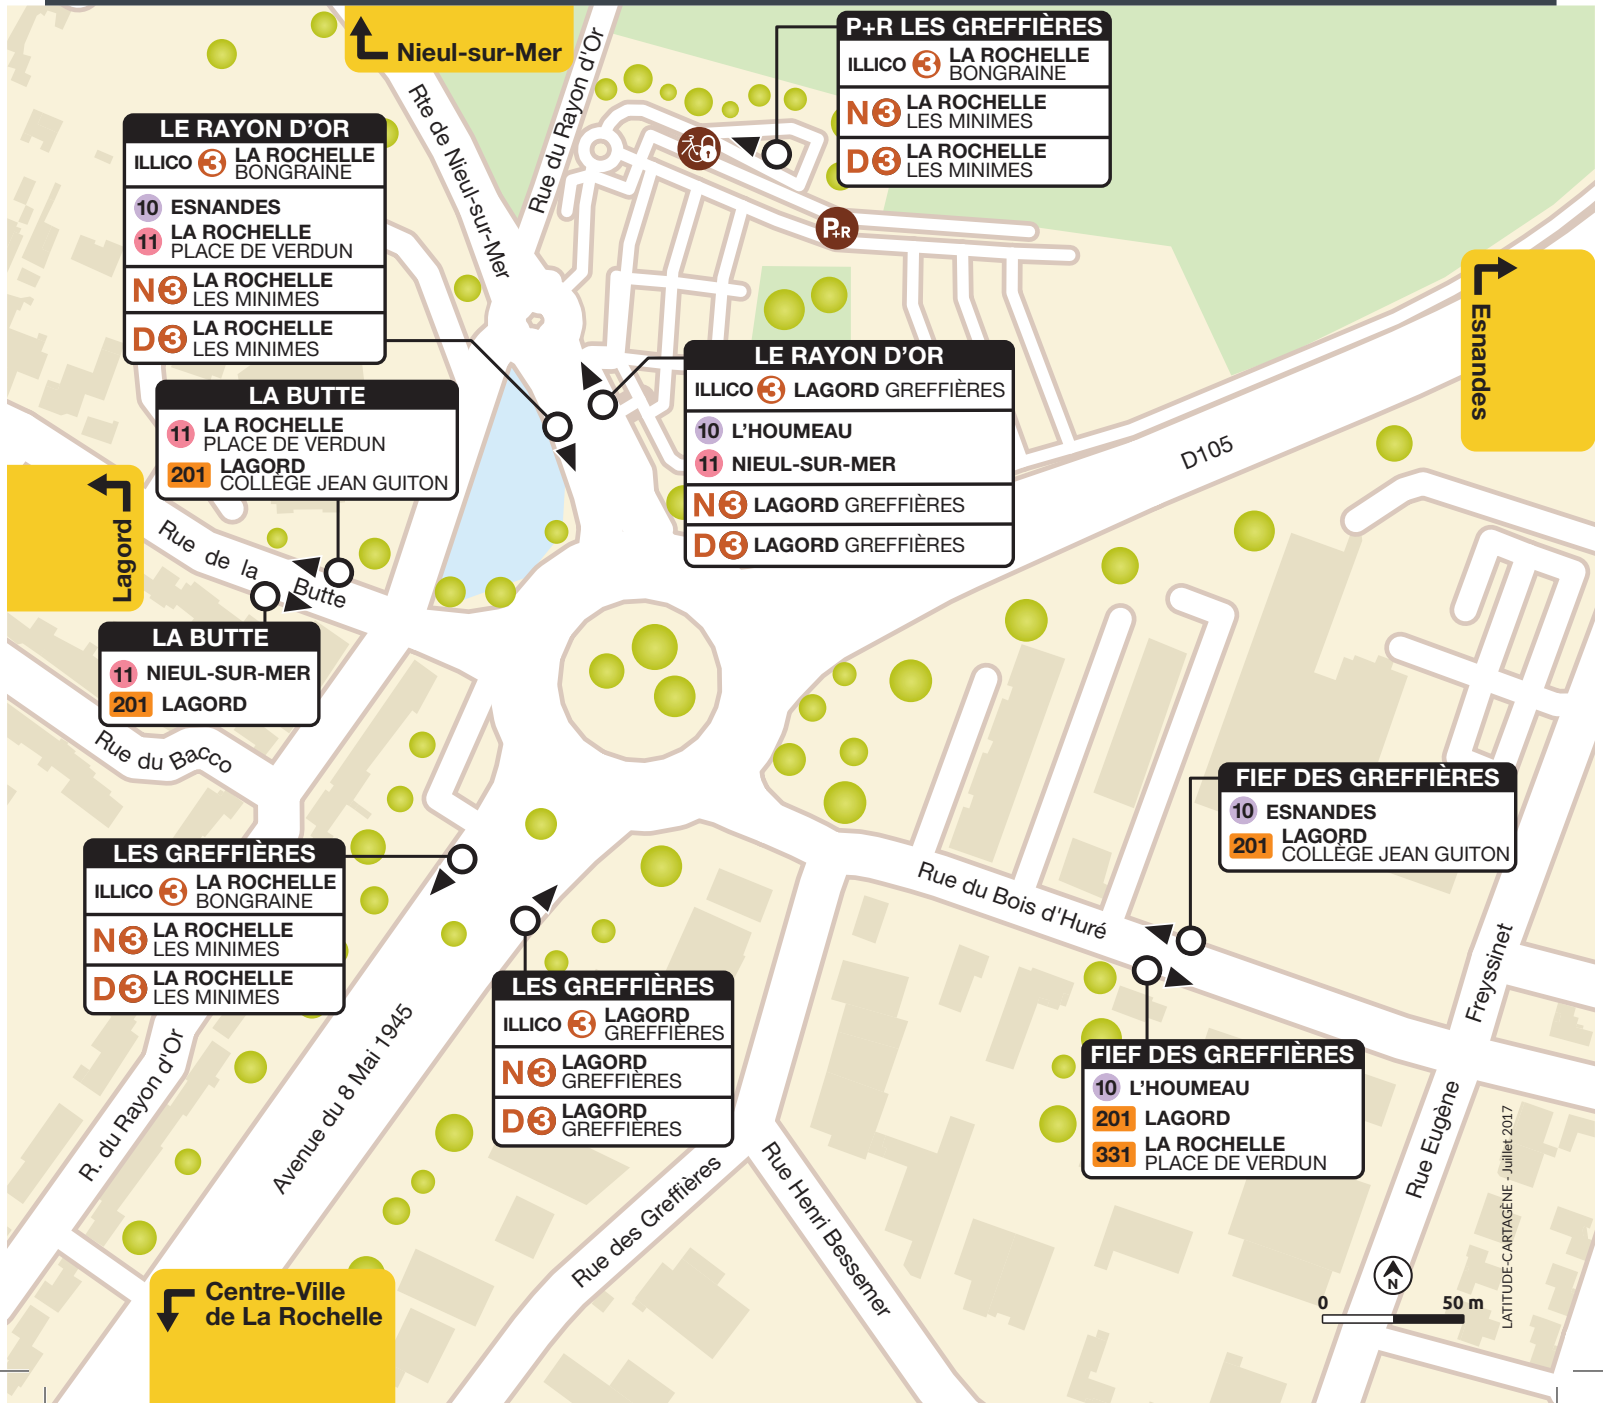 Nieul-sur-Mer
P+R LES GREFFIÈRES
ILLICO 3 LA ROCHELLE
BONGRAINE
N3 LA ROCHELLE
LES MINIMES
D3 LA ROCHELLE
LES MINIMES
Rte de Nieul-sur-Mer
Rue du Rayon d'Or
LE RAYON D'OR
ILLICO 3 LA ROCHELLE
BONGRAINE
10 ESNANDES
11 LA ROCHELLE
PLACE DE VERDUN
N3 LA ROCHELLE
LES MINIMES
D3 LA ROCHELLE
LES MINIMES
P+R
Esnandes
LE RAYON D'OR
ILLICO 3 LAGORD GREFFIÈRES
10 L'HOUMEAU
11 NIEUL-SUR-MER
N3 LAGORD GREFFIÈRES
D3 LAGORD GREFFIÈRES
LA BUTTE
11 LA ROCHELLE
PLACE DE VERDUN
201 LAGORD
COLLÈGE JEAN GUITON
D105
Lagord
Rue de la Butte
LA BUTTE
11 NIEUL-SUR-MER
201 LAGORD
Rue du Bacco
FIEF DES GREFFIÈRES
10 ESNANDES
201 LAGORD
COLLÈGE JEAN GUITON
LES GREFFIÈRES
ILLICO 3 LA ROCHELLE
BONGRAINE
N3 LA ROCHELLE
LES MINIMES
D3 LA ROCHELLE
LES MINIMES
Rue du Bois d'Huré
LES GREFFIÈRES
ILLICO 3 LAGORD
GREFFIÈRES
N3 LAGORD
GREFFIÈRES
D3 LAGORD
GREFFIÈRES
FIEF DES GREFFIÈRES
10 L'HOUMEAU
201 LAGORD
331 LA ROCHELLE
PLACE DE VERDUN
R. du Rayon d'Or
Avenue du 8 Mai 1945
Rue des Greffières
Rue Henri Bessemer
Rue Eugène Freyssinet
Centre-Ville
de La Rochelle
N
0 50 m
LATITUDE-CARTAGÈNE - Juillet 2017